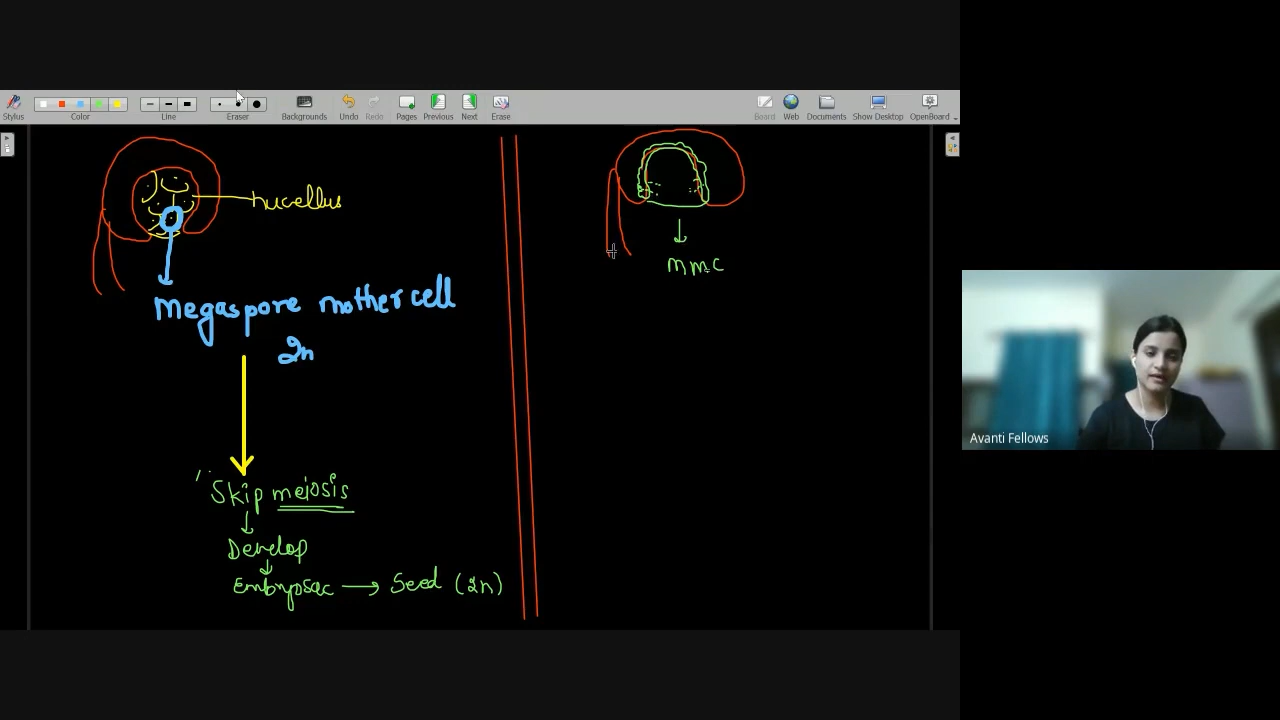 Stylus
Color
Line
Eraser
Backgrounds
Undo
Redo
Pages
Previous
Next
Erase
Board
Web
Documents
Show Desktop
OpenBoard
nucellus
Megaspore mother cell
2n
Skip meiosis
Develop
Embryosac → Seed (2n)
mmc
Avanti Fellows